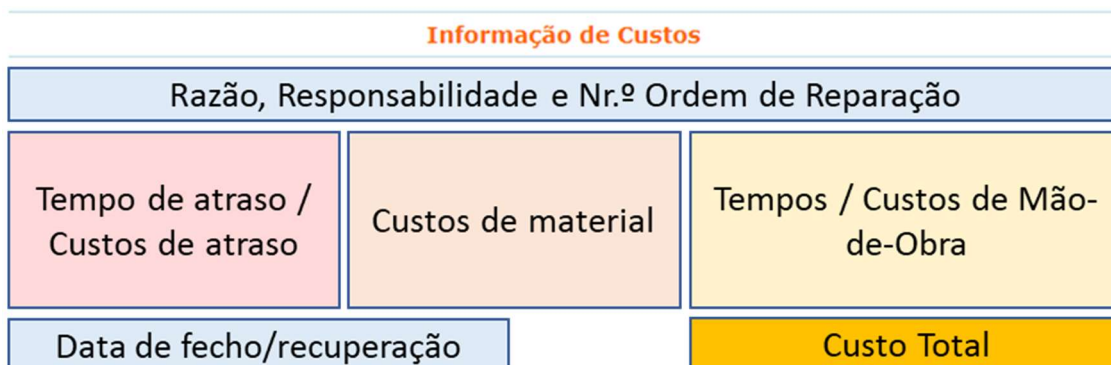 Informação de Custos
Razão, Responsabilidade e Nr.º Ordem de Reparação
Tempo de atraso /
Custos de atraso
Custos de material
Tempos / Custos de Mão-
de-Obra
Data de fecho/recuperação
Custo Total